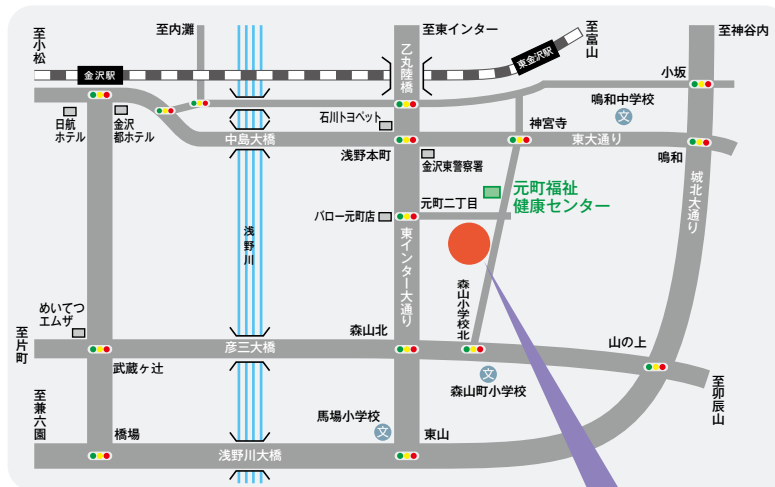 至小松
至内灘
至東インター
至富山
至神谷内
金沢駅
乙丸陸橋
東金沢駅
小坂
日航
ホテル
金沢
都ホテル
石川トヨペット
神宮寺
鳴和中学校
文
中島大橋
浅野本町
東大通り
鳴和
金沢東警察署
元町福祉
健康センター
城北大通り
元町二丁目
バロー元町店
浅野川
東インター大通り
森山小学校北
めいてつ
エムザ
至片町
森山北
彦三大橋
山の上
武蔵ヶ辻
文
森山町小学校
至卯辰山
至兼六園
橋場
馬場小学校
文
東山
浅野川大橋